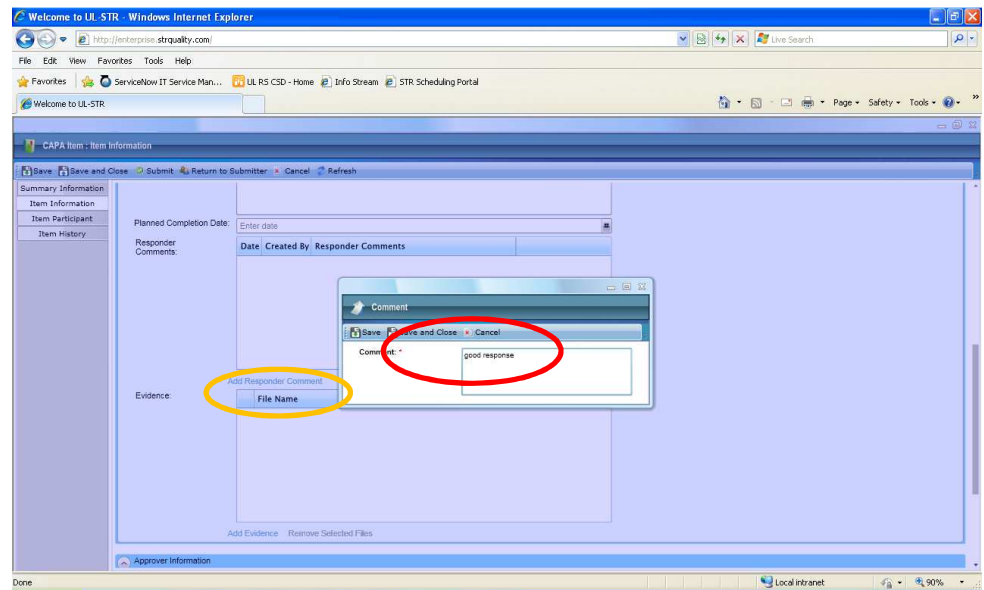 Welcome to UL-STR - Windows Internet Explorer
http://enterprise.strquality.com/
Live Search
File Edit View Favorites Tools Help
Favorites ServiceNow IT Service Man... UL RS CSD - Home Info Stream STR Scheduling Portal
Welcome to UL-STR
Page Safety Tools »
CAPA Item : Item Information
Save Save and Close Submit Return to Submitter Cancel Refresh
Summary Information
Item Information
Item Participant
Item History
Planned Completion Date: Enter date
Responder Comments:
Date Created By Responder Comments
Comment
Save Save and Close Cancel
Comment: * good response
Add Responder Comment
Evidence: File Name
Add Evidence Remove Selected Files
Approver Information
Done Local intranet 90%